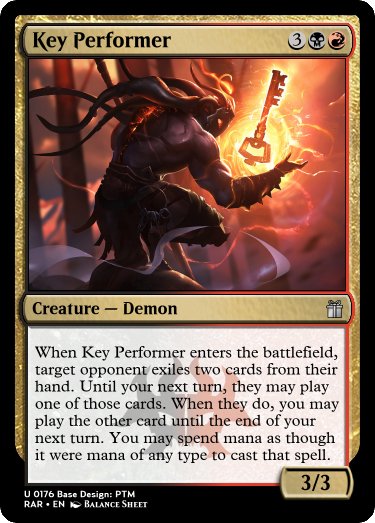 Key Performer 3
Creature — Demon
When Key Performer enters the battlefield,
target opponent exiles two cards from their
hand. Until your next turn, they may play
one of those cards. When they do, you may
play the other card until the end of your
next turn. You may spend mana as though
it were mana of any type to cast that spell.
3/3
U 0176 Base Design: PTM
RAR • EN Balance Sheet